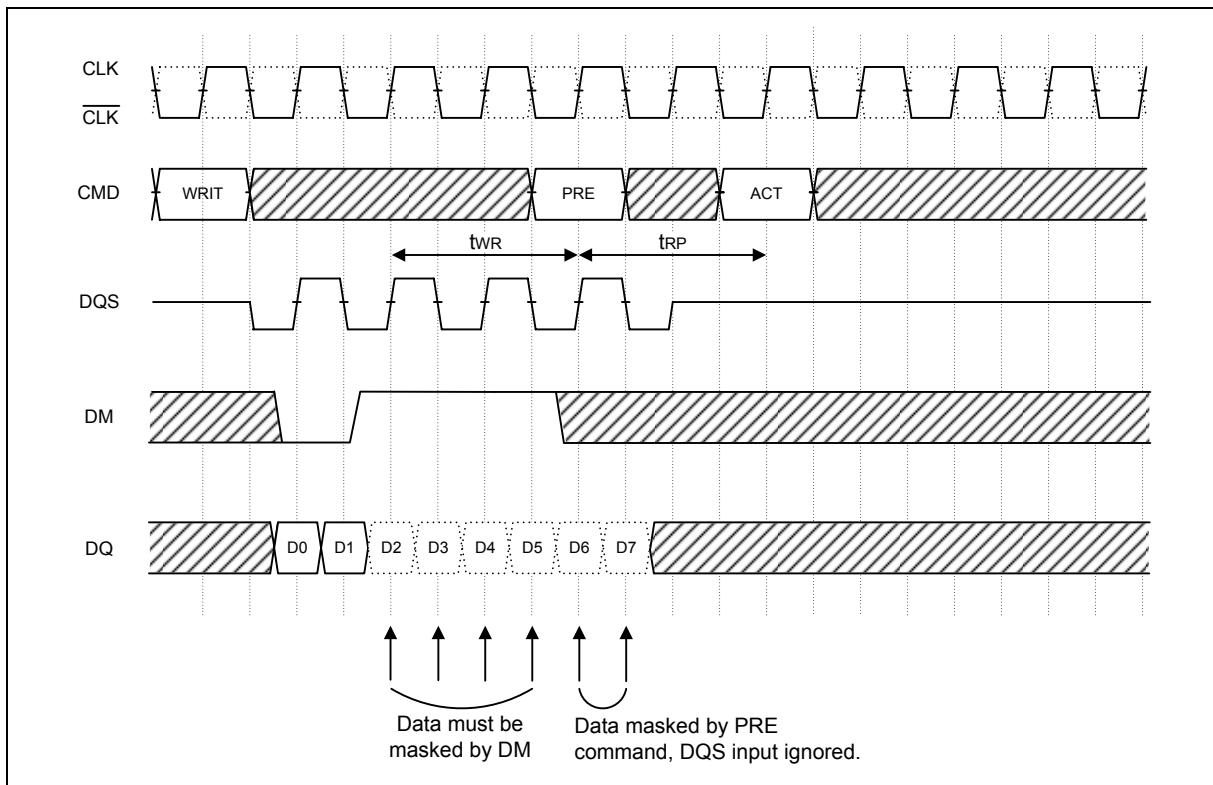 CLK
CLK
CMD
WRIT
PRE
ACT
tWR
tRP
DQS
DM
DQ
D0 D1 D2 D3 D4 D5 D6 D7
Data must be
masked by DM
Data masked by PRE
command, DQS input ignored.